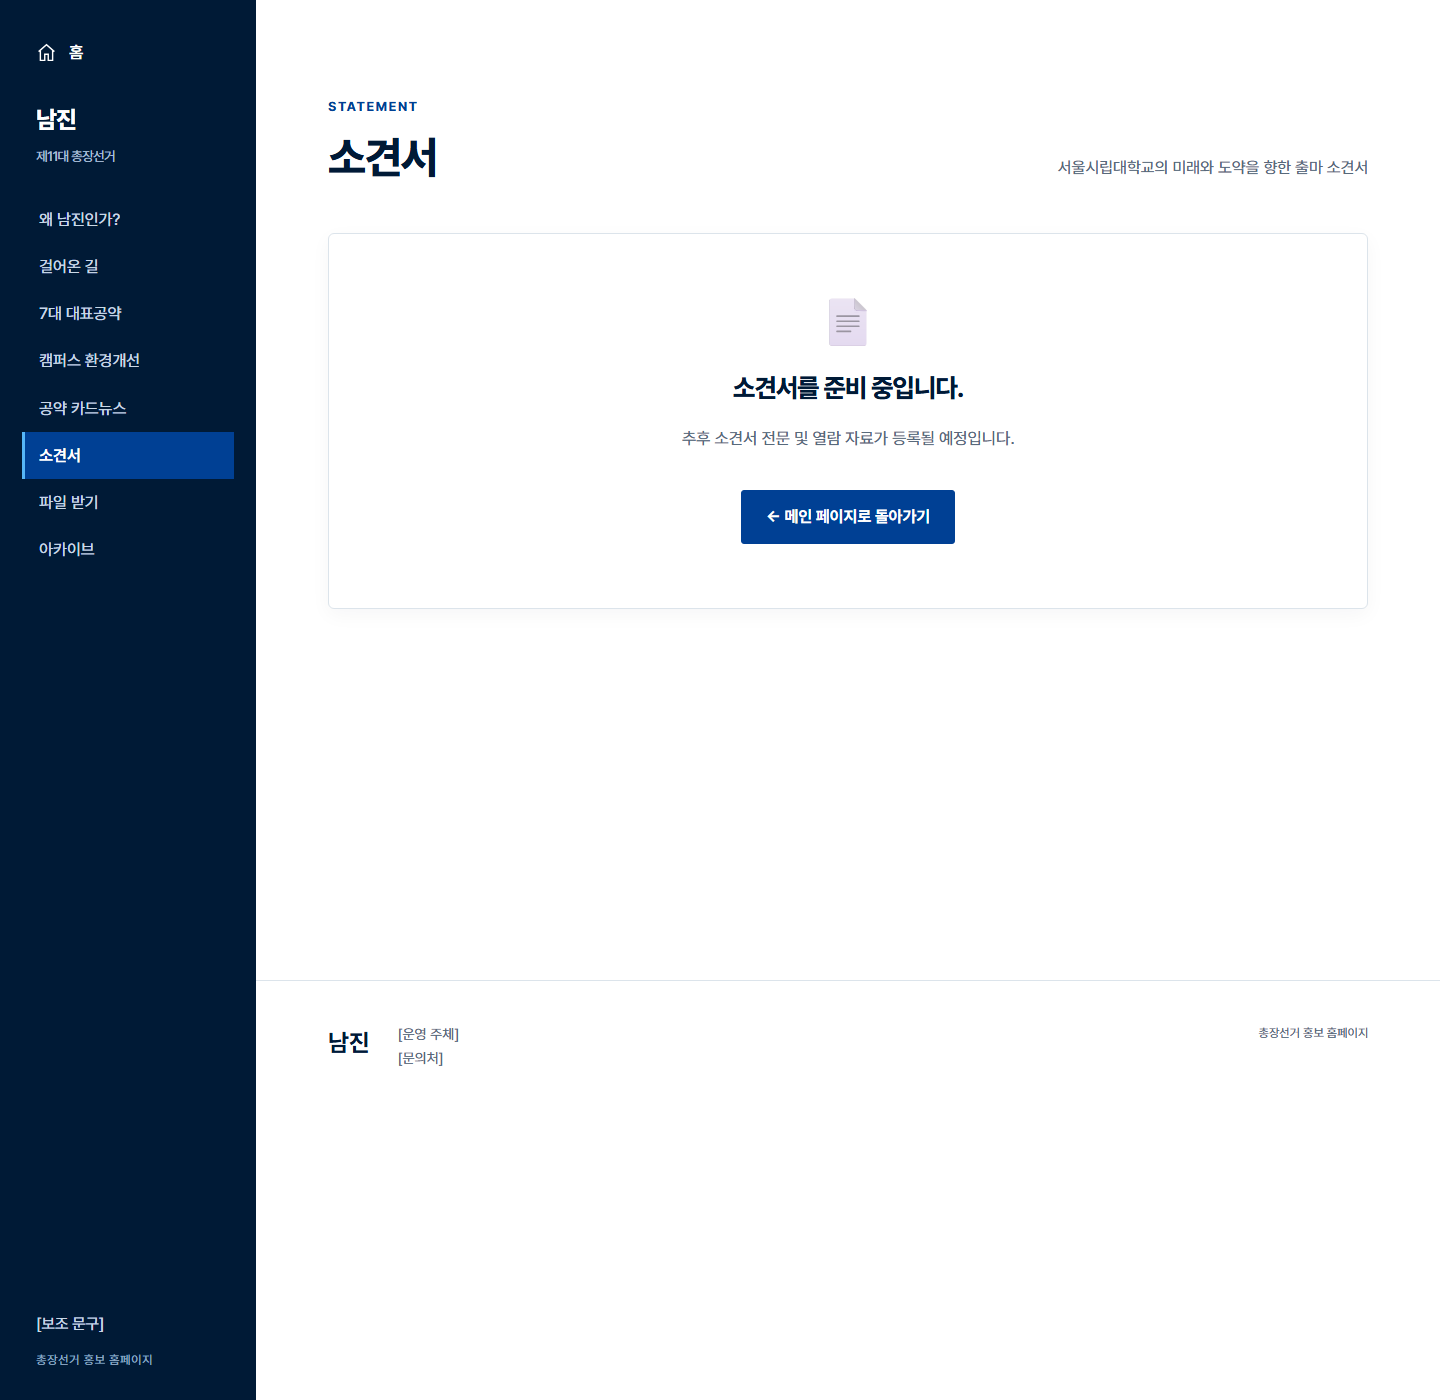 홈
남진
제11대 총장선거
왜 남진인가?
걸어온 길
7대 대표공약
캠퍼스 환경개선
공약 카드뉴스
소견서
파일 받기
아카이브
[보조 문구]
총장선거 홍보 홈페이지
STATEMENT
소견서
서울시립대학교의 미래와 도약을 향한 출마 소견서
소견서를 준비 중입니다.
추후 소견서 전문 및 열람 자료가 등록될 예정입니다.
← 메인 페이지로 돌아가기
남진
[운영 주체]
[문의처]
총장선거 홍보 홈페이지